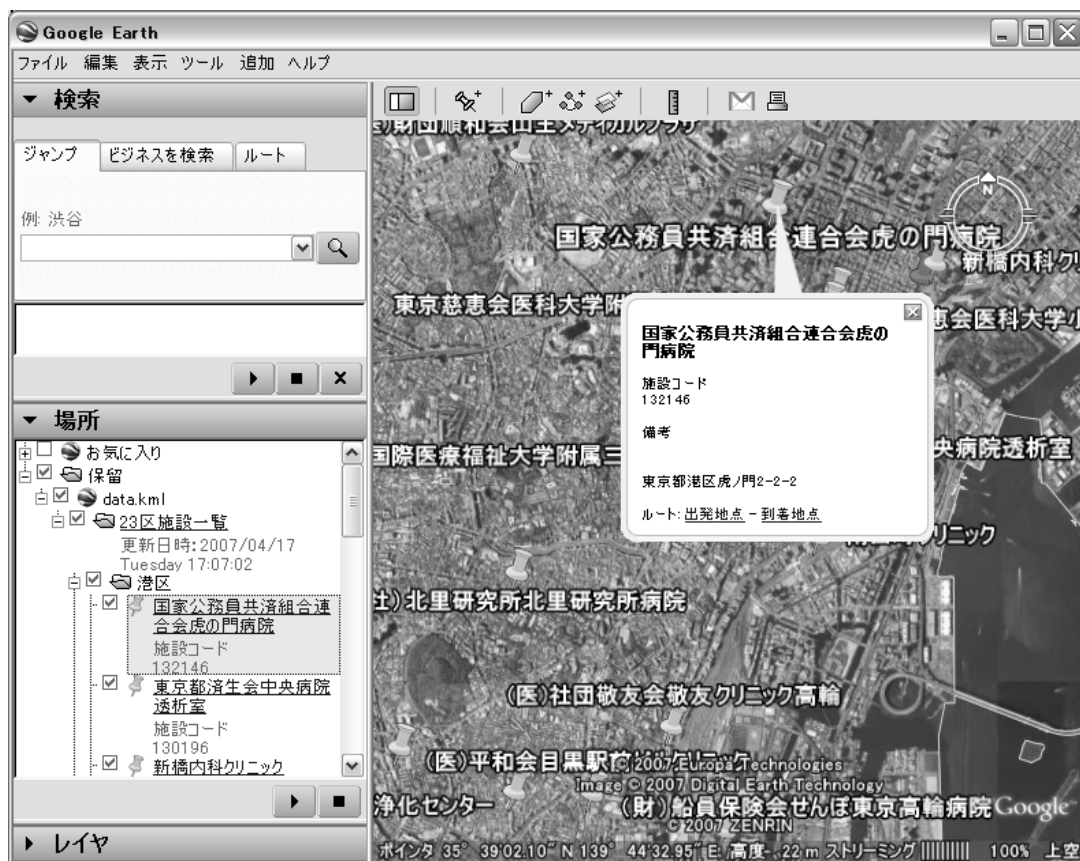 Google Earth
ファイル 編集 表示 ツール 追加 ヘルプ
検索
ジャンプ ビジネスを検索 ルート
例: 渋谷
場所
お気に入り
保留
data.kml
23区施設一覧
更新日時:2007/04/17
Tuesday 17:07:02
港区
国家公務員共済組合連
合会虎の門病院
施設コード
132146
東京都済生会中央病院
透析室
施設コード
130196
新橋内科クリニック
レイヤ
N
国家公務員共済組合連合会虎の門病院
新橋内科クリ
東京慈恵会医科大学附
恵会医科大学
国家公務員共済組合連合会虎の
門病院
施設コード
132146
備考
東京都港区虎ノ門2-2-2
ルート: 出発地点 - 到着地点
国際医療福祉大学附属三
央病院透析室
クリニック
北里研究所北里研究所病院
(医)社団敬友会敬友クリニック高輪
(医)平和会目黒駅前
© 2007 Europa Technologies
Image © 2007 Digital Earth Technology
浄化センター
(財)船員保険会せんぽ東京高輪病院
Google
© 2007 ZENRIN
ポインタ 35° 39'02.10" N 139° 44'32.95" E 高度 22 m ストリーミング 100% 上空